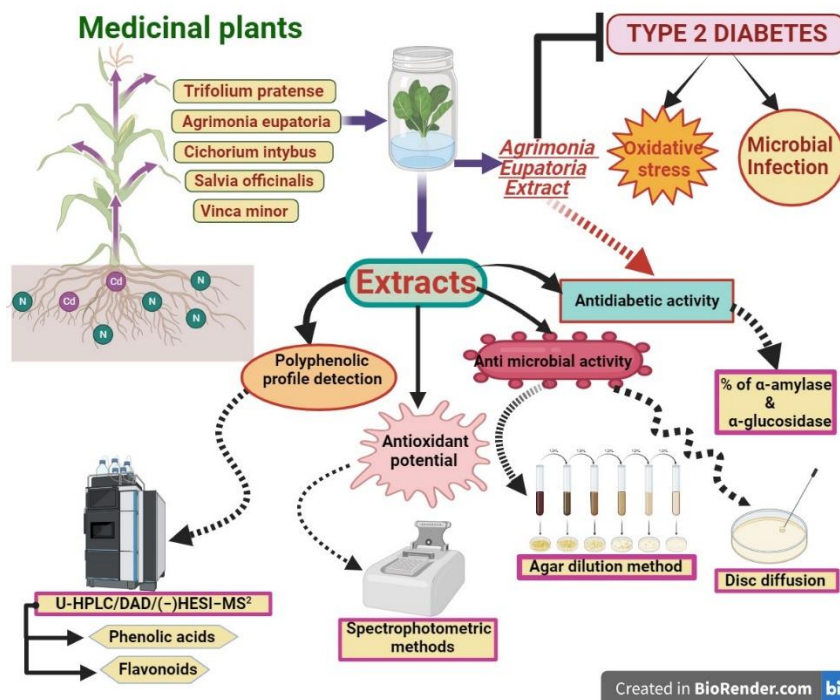 Medicinal plants
Trifolium pratense
Agrimonia eupatoria
Cichorium intybus
Salvia officinalis
Vinca minor
TYPE 2 DIABETES
Oxidative
stress
Microbial
Infection
Agrimonia
Eupatoria
Extract
N
Cd
Cd
N
N
N
N
Extracts
Antidiabetic activity
Polyphenolic
profile detection
Anti microbial activity
Antioxidant
potential
% of α-amylase
&
α-glucosidase
Agar dilution method
Disc diffusion
U-HPLC/DAD/(−)HESI−MS²
Phenolic acids
Flavonoids
Spectrophotometric
methods
Created in BioRender.com bi